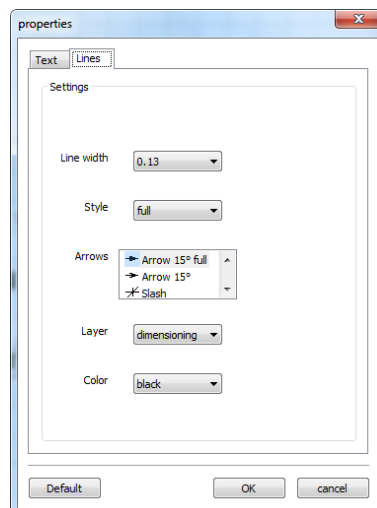 properties
Text Lines
Settings
Line width 0.13
Style full
Arrows Arrow 15° full
Arrow 15°
Slash
Layer dimensioning
Color black
Default OK cancel